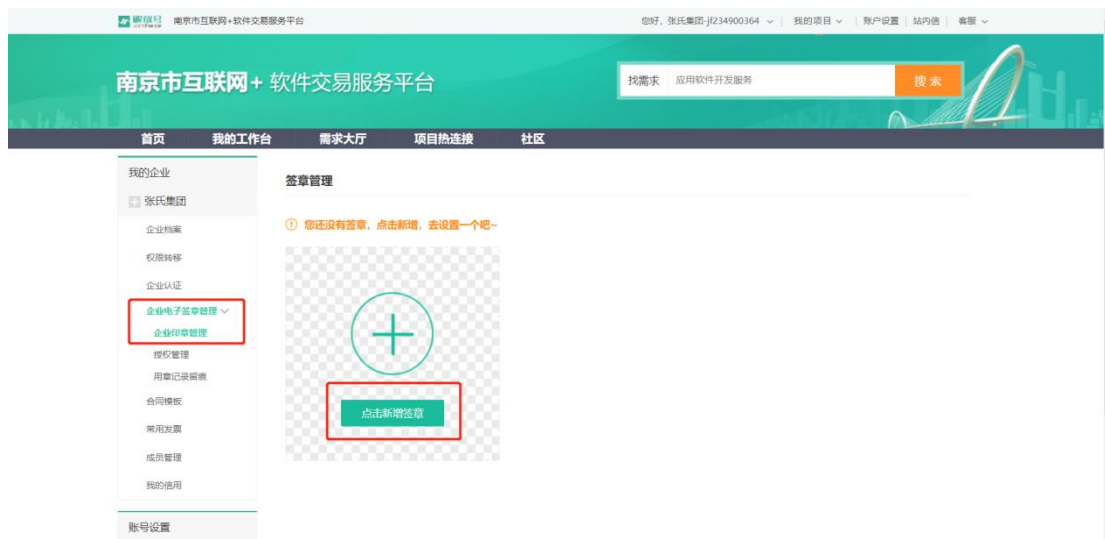 解放号 南京市互联网+软件交易服务平台 您好，张氏集团-jf234900364 | 我的项目 | 账户设置 | 站内信 | 客服
南京市互联网+ 软件交易服务平台
找需求 应用软件开发服务 搜索
首页 我的工作台 需求大厅 项目热连接 社区
我的企业
张氏集团
企业档案
权限转移
企业认证
企业电子签章管理
企业印章管理
授权管理
用章记录留痕
合同模板
常用发票
成员管理
我的信用
账号设置
签章管理
您还没有签章，点击新增，去设置一个吧~
点击新增签章